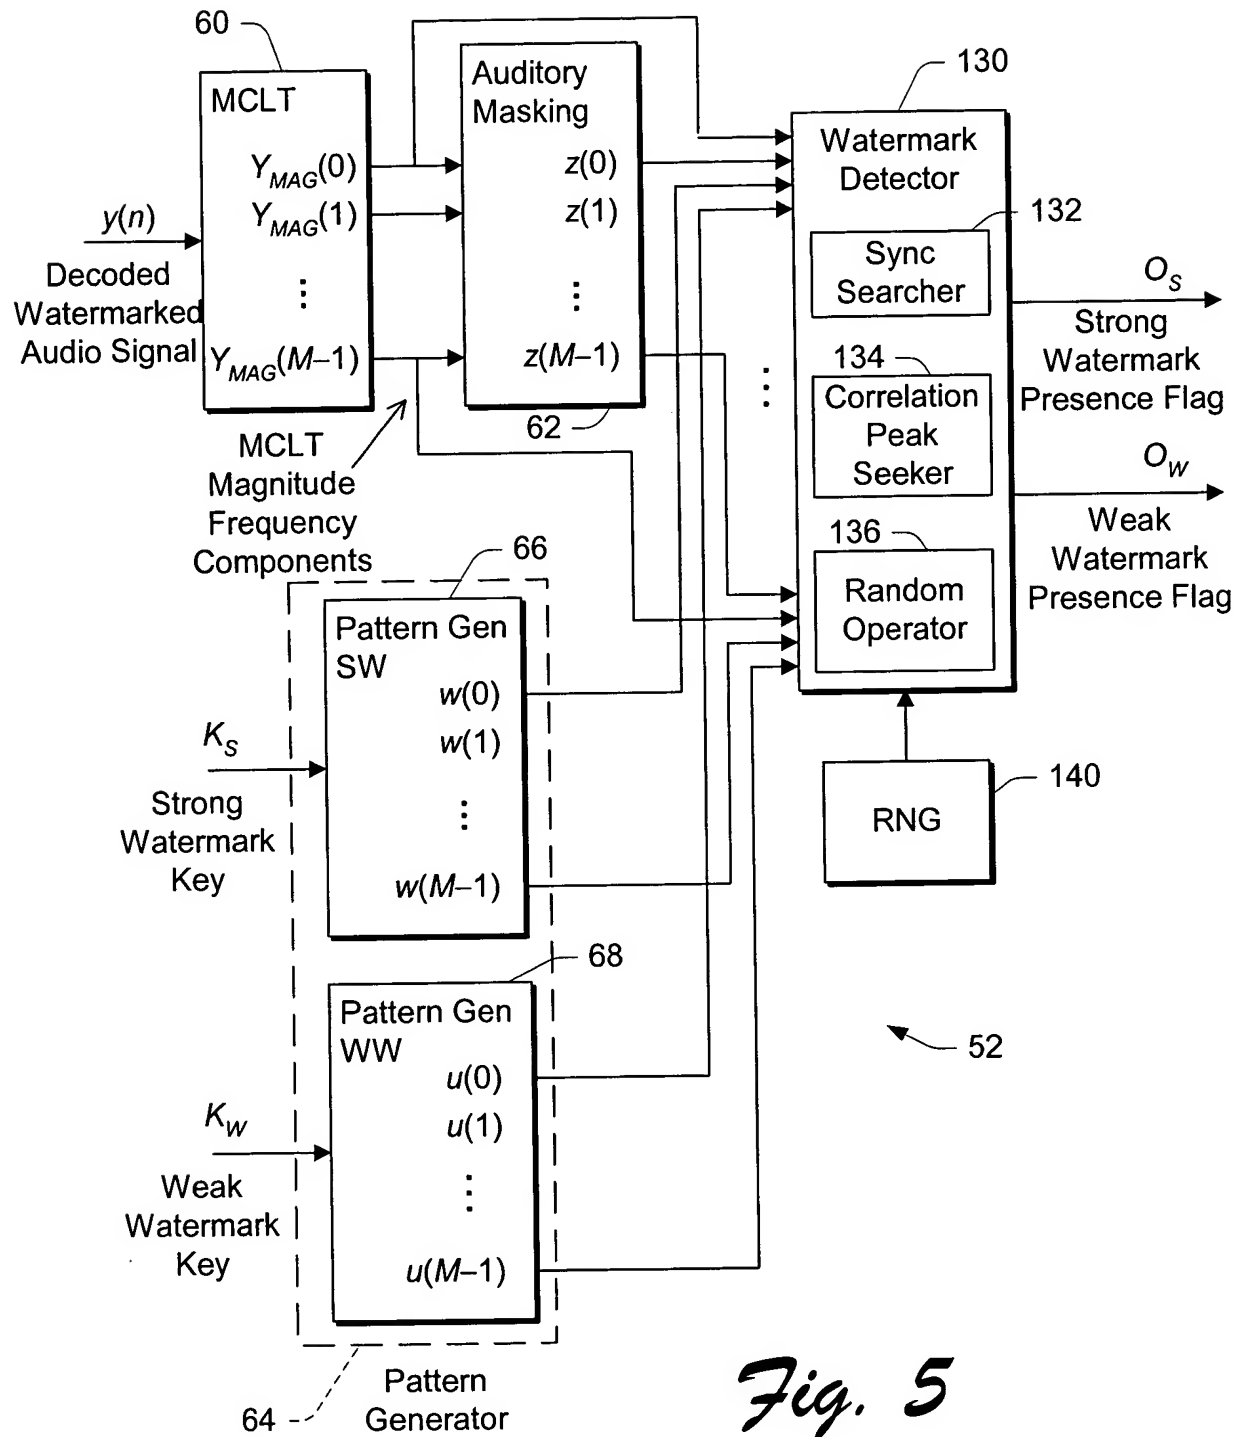 60
MCLT
Y_MAG(0)
Y_MAG(1)
⋮
Y_MAG(M–1)
y(n)
Decoded
Watermarked
Audio Signal
Auditory
Masking
z(0)
z(1)
⋮
z(M–1)
62
MCLT
Magnitude
Frequency
Components
130
Watermark
Detector
132
Sync
Searcher
134
Correlation
Peak
Seeker
136
Random
Operator
⋮
O_S
Strong
Watermark
Presence Flag
O_W
Weak
Watermark
Presence Flag
66
Pattern Gen
SW
w(0)
w(1)
⋮
w(M–1)
K_S
Strong
Watermark
Key
140
RNG
68
Pattern Gen
WW
u(0)
u(1)
⋮
u(M–1)
K_W
Weak
Watermark
Key
52
64
Pattern
Generator
Fig. 5